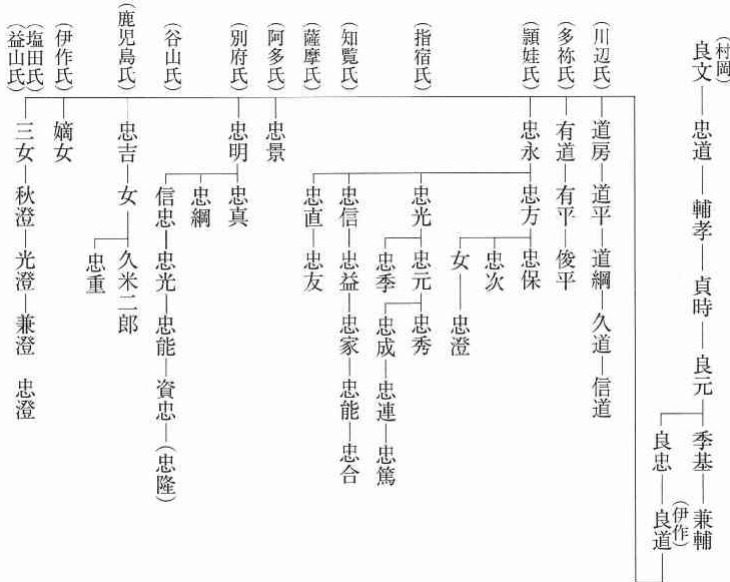 (村岡)
良文―忠道―輔孝―貞時―良元―季基―兼輔
良忠―良道
(伊作)
(川辺氏)
道房―道平―道綱―久道―信道
(多祢氏)
有道―有平―俊平
(頴娃氏)
忠永―忠方―忠保
忠次
女―忠澄
(指宿氏)
忠光―忠元―忠秀
忠成―忠連―忠篤
忠季
(知覧氏)
忠信―忠益―忠家―忠能―忠合
(薩摩氏)
忠直―忠友
(阿多氏)
忠景
(別府氏)
忠明―忠真
忠綱
(谷山氏)
信忠―忠光―忠能―資忠―(忠隆)
(鹿児島氏)
忠吉―女―久米二郎
忠重
(伊作氏)
嫡女
(塩田氏)
(益山氏)
三女―秋澄―光澄―兼澄 忠澄